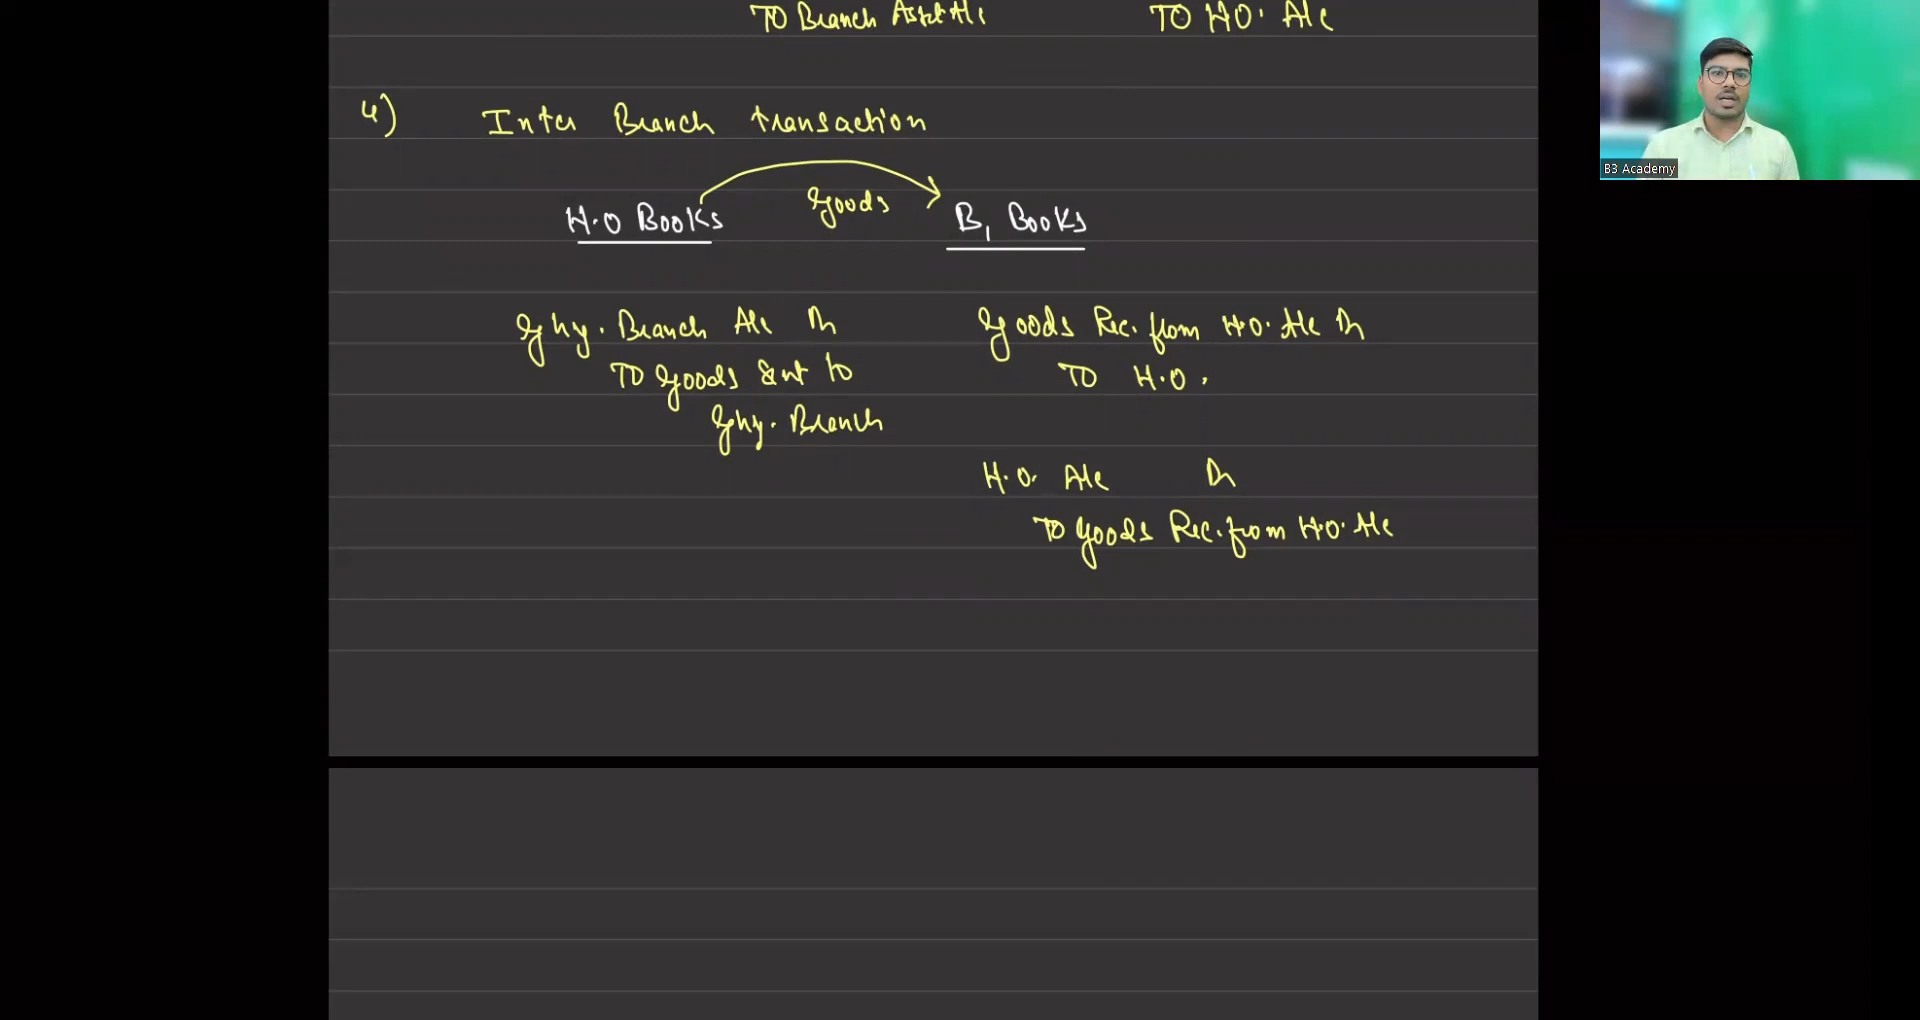 TO Branch Asset A/c TO HO. A/c
4) Inter Branch transaction
Goods
H.O Books B₁ Books
Ghy. Branch A/c Dr Goods Rec. from H.O. A/c Dr
TO Goods Sent to TO H.O.
Ghy. Branch
H.O. A/c Dr
TO Goods Rec. from H.O. A/c
B3 Academy